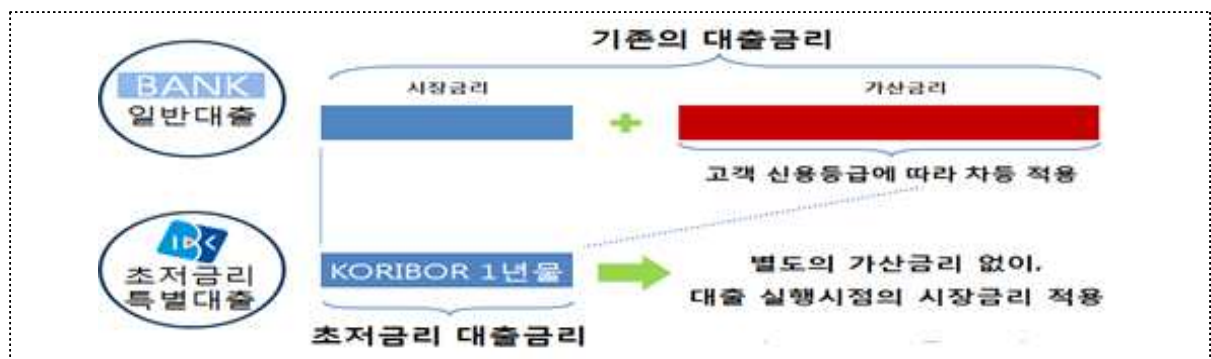 기존의 대출금리
BANK
일반대출
시장금리
가산금리
+
고객 신용등급에 따라 차등 적용
IBK
초저금리
특별대출
KORIBOR 1년물
별도의 가산금리 없이,
대출 실행시점의 시장금리 적용
초저금리 대출금리